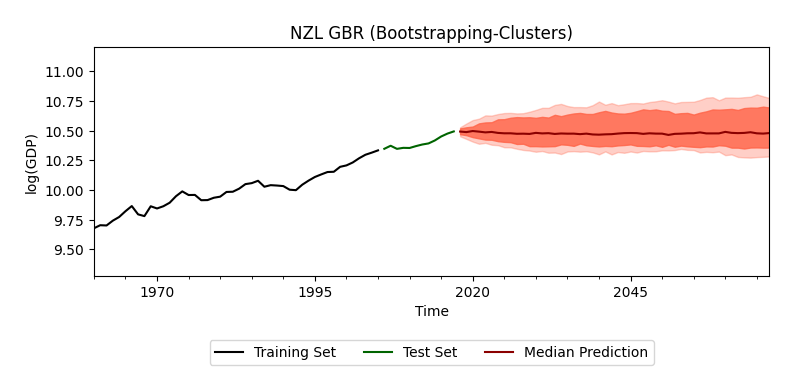 NZL GBR (Bootstrapping-Clusters)
11.00
10.75
10.50
10.25
10.00
9.75
9.50
log(GDP)
1970 1995 2020 2045
Time
Training Set Test Set Median Prediction